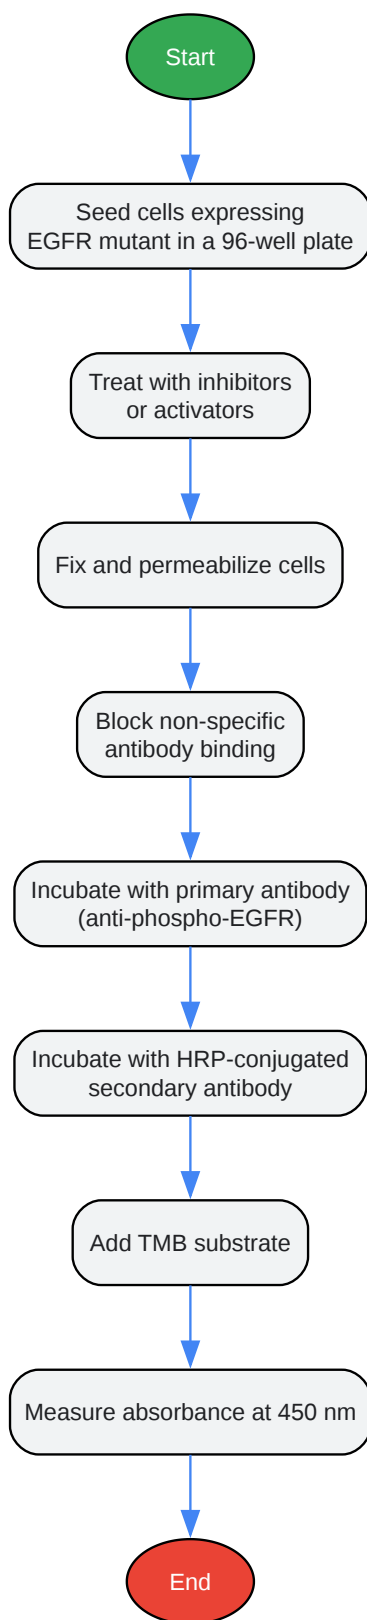 Start
Seed cells expressing
EGFR mutant in a 96-well plate
Treat with inhibitors
or activators
Fix and permeabilize cells
Block non-specific
antibody binding
Incubate with primary antibody
(anti-phospho-EGFR)
Incubate with HRP-conjugated
secondary antibody
Add TMB substrate
Measure absorbance at 450 nm
End